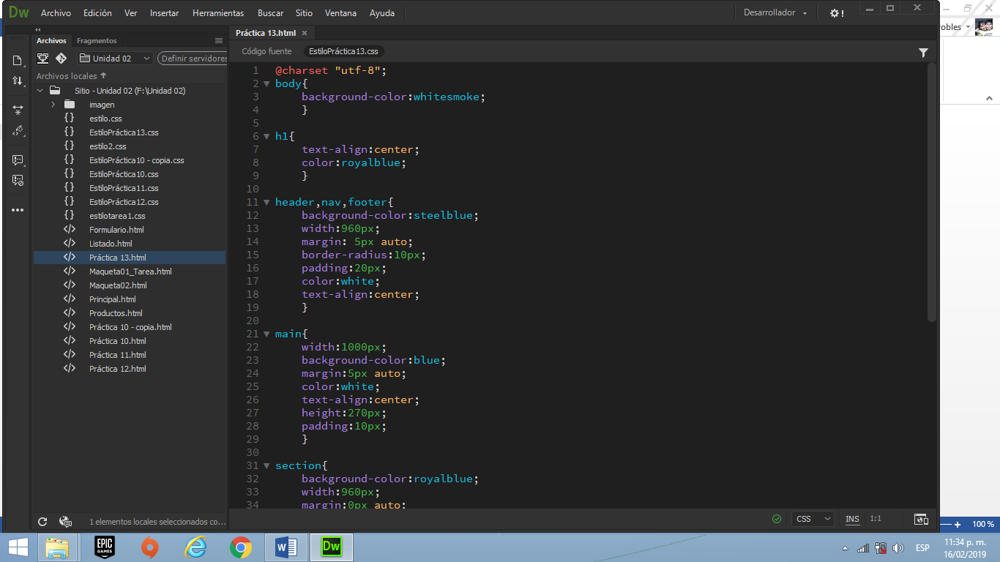 Dw Archivo Edición Ver Insertar Herramientas Buscar Sitio Ventana Ayuda Desarrollador !
robles
Archivos Fragmentos
Práctica 13.html
Unidad 02 Definir servidores
Código fuente EstiloPráctica13.css
Archivos locales
Sitio - Unidad 02 (F:\Unidad 02)
imagen
estilo.css
EstiloPráctica13.css
estilo2.css
EstiloPráctica10 - copia.css
EstiloPráctica10.css
EstiloPráctica11.css
EstiloPráctica12.css
estilotarea1.css
Formulario.html
Listado.html
Práctica 13.html
Maqueta01_Tarea.html
Maqueta02.html
Principal.html
Productos.html
Práctica 10 - copia.html
Práctica 10.html
Práctica 11.html
Práctica 12.html
1 elementos locales seleccionados co...
1 @charset "utf-8";
2 body{
3 background-color:whitesmoke;
4 }
5
6 h1{
7 text-align:center;
8 color:royalblue;
9 }
10
11 header,nav,footer{
12 background-color:steelblue;
13 width:960px;
14 margin: 5px auto;
15 border-radius:10px;
16 padding:20px;
17 color:white;
18 text-align:center;
19 }
20
21 main{
22 width:1000px;
23 background-color:blue;
24 margin:5px auto;
25 color:white;
26 text-align:center;
27 height:270px;
28 padding:10px;
29 }
30
31 section{
32 background-color:royalblue;
33 width:960px;
34 margin:0px auto;
CSS INS 1:1
100 %
EPIC GAMES
W Dw
ESP
11:34 p. m.
16/02/2019